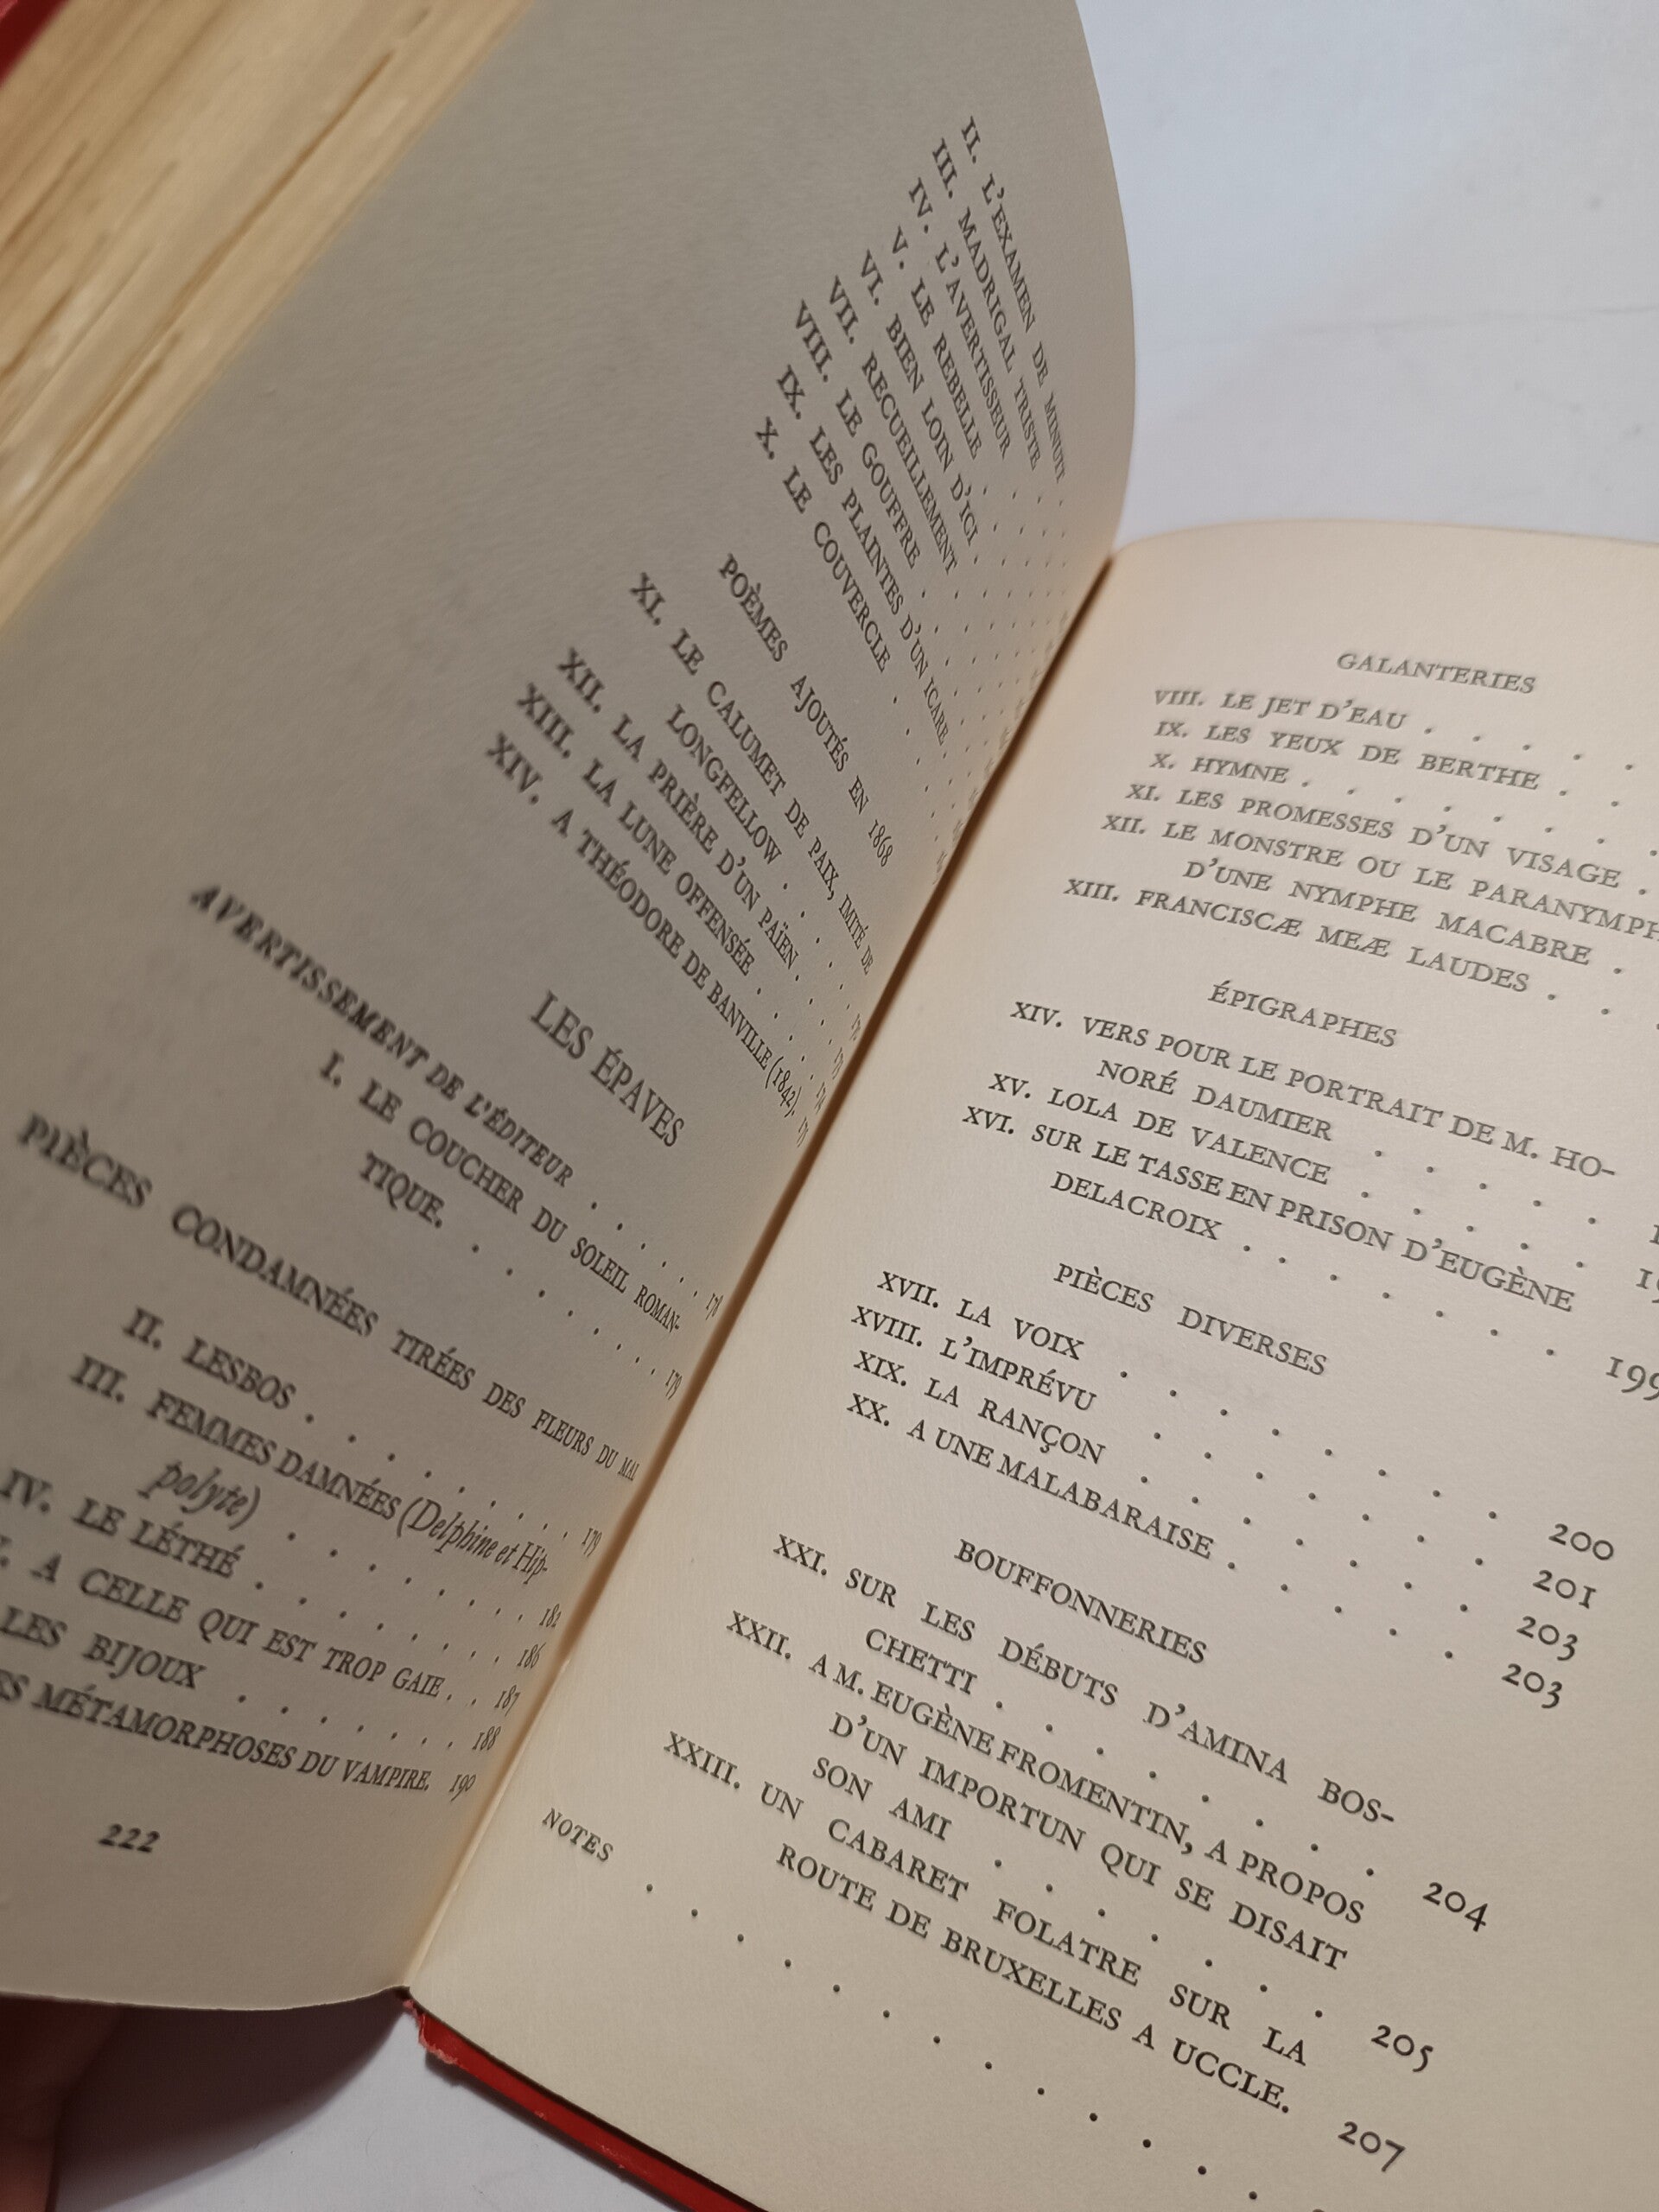 II. L'EXAMEN DE MINUIT .
III. MADRIGAL TRISTE . .
IV. L'AVERTISSEUR . . .
V. LE REBELLE . . . .
VI. BIEN LOIN D'ICI . . . .
VII. RECUEILLEMENT . . . .
VIII. LE GOUFFRE . . . . .
IX. LES PLAINTES D'UN ICARE . . .
X. LE COUVERCLE . . . . .
POÈMES AJOUTÉS EN 1868
XI. LE CALUMET DE PAIX, IMITÉ DE
LONGFELLOW . . . . .
XII. LA PRIÈRE D'UN PAÏEN . . . .
XIII. LA LUNE OFFENSÉE . . . . .
XIV. A THÉODORE DE BANVILLE (1842).
LES ÉPAVES
AVERTISSEMENT DE L'ÉDITEUR . . . . . . 178
I. LE COUCHER DU SOLEIL ROMAN-
TIQUE. . . . . . . . . 179
PIÈCES CONDAMNÉES TIRÉES DES FLEURS DU MAL
II. LESBOS . . . . . . . . . 179
III. FEMMES DAMNÉES (Delphine et Hip-
polyte) . . . . . . . . 182
IV. LE LÉTHÉ . . . . . . . . 186
A CELLE QUI EST TROP GAIE . . 187
LES BIJOUX . . . . . . . 188
MÉTAMORPHOSES DU VAMPIRE. 190
222
GALANTERIES
VIII. LE JET D'EAU . . . . .
IX. LES YEUX DE BERTHE . .
X. HYMNE . . . . . . .
XI. LES PROMESSES D'UN VISAGE .
XII. LE MONSTRE OU LE
D'UNE NYMPHE MACABRE .
XIII. FRANCISCÆ MEÆ LAUDES . .
ÉPIGRAPHES
XIV. VERS POUR LE PORTRAIT DE M. HO-
NORÉ DAUMIER . . . . .
XV. LOLA DE VALENCE . . . . .
XVI. SUR LE TASSE EN PRISON D'EUGÈNE
DELACROIX . . . . . . . 199
PIÈCES DIVERSES
XVII. LA VOIX . . . . . . . . 200
XVIII. L'IMPRÉVU . . . . . . . 201
XIX. LA RANÇON . . . . . . . 203
XX. A UNE MALABARAISE . . . . . 203
BOUFFONNERIES
XXI. SUR LES DÉBUTS D'AMINA BOS-
CHETTI . . . . . . . . 204
XXII. A M. EUGÈNE FROMENTIN, A PROPOS
D'UN IMPORTUN QUI SE DISAIT
SON AMI . . . . . . . 205
XXIII. UN CABARET FOLATRE SUR LA
ROUTE DE BRUXELLES A UCCLE. 207
NOTES . . . . . . . . . . . . .